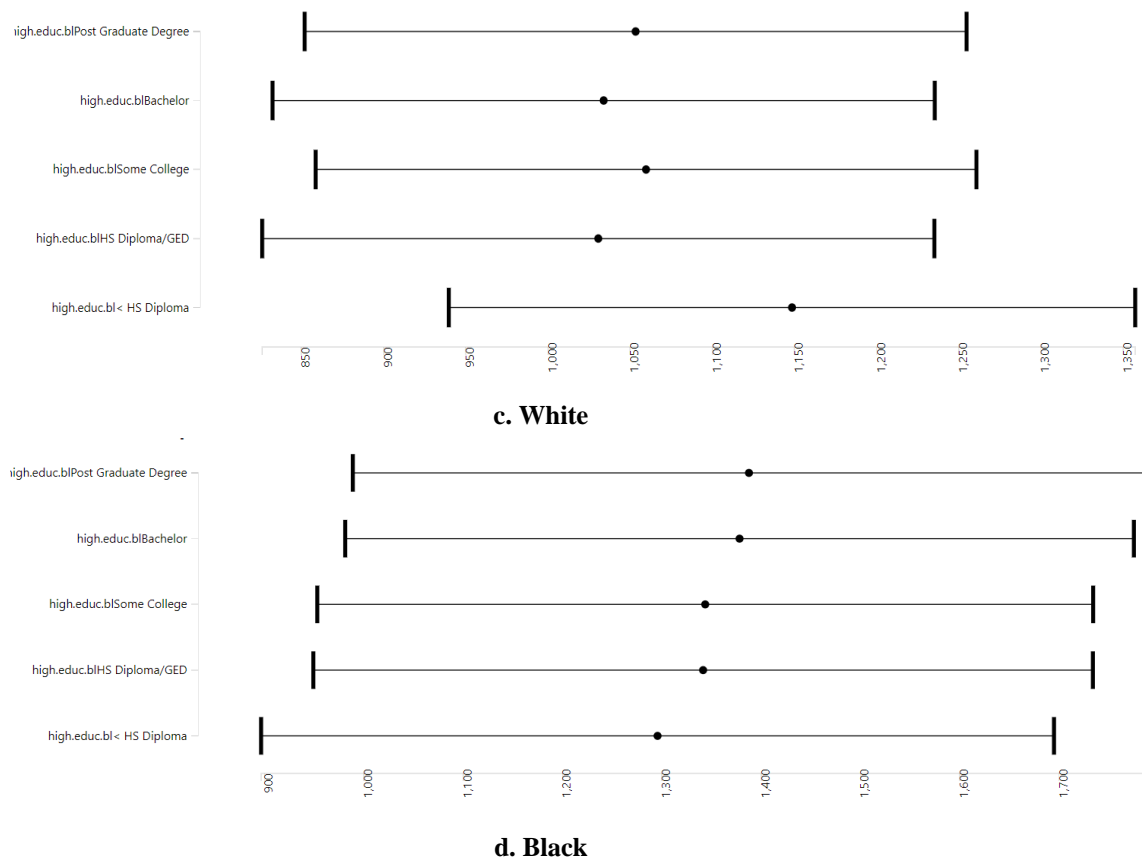 high.educ.blPost Graduate Degree
high.educ.blBachelor
high.educ.blSome College
high.educ.blHS Diploma/GED
high.educ.bl< HS Diploma
850 900 950 1,000 1,050 1,100 1,150 1,200 1,250 1,300 1,350
c. White
high.educ.blPost Graduate Degree
high.educ.blBachelor
high.educ.blSome College
high.educ.blHS Diploma/GED
high.educ.bl< HS Diploma
900 1,000 1,100 1,200 1,300 1,400 1,500 1,600 1,700
d. Black